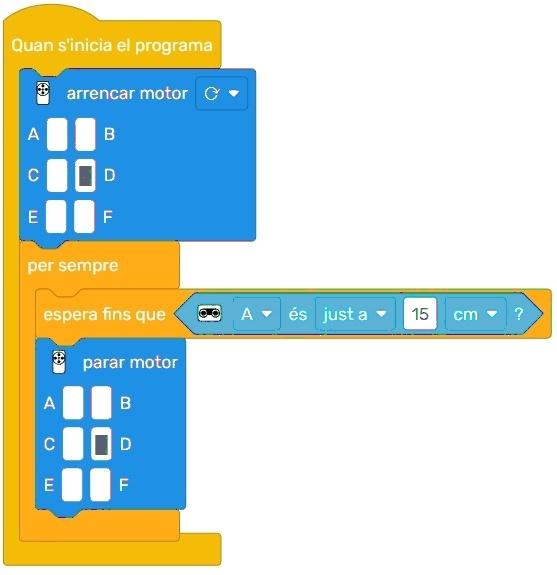 Quan s'inicia el programa
arrencar motor
A B
C D
E F
per sempre
espera fins que A és just a 15 cm ?
parar motor
A B
C D
E F